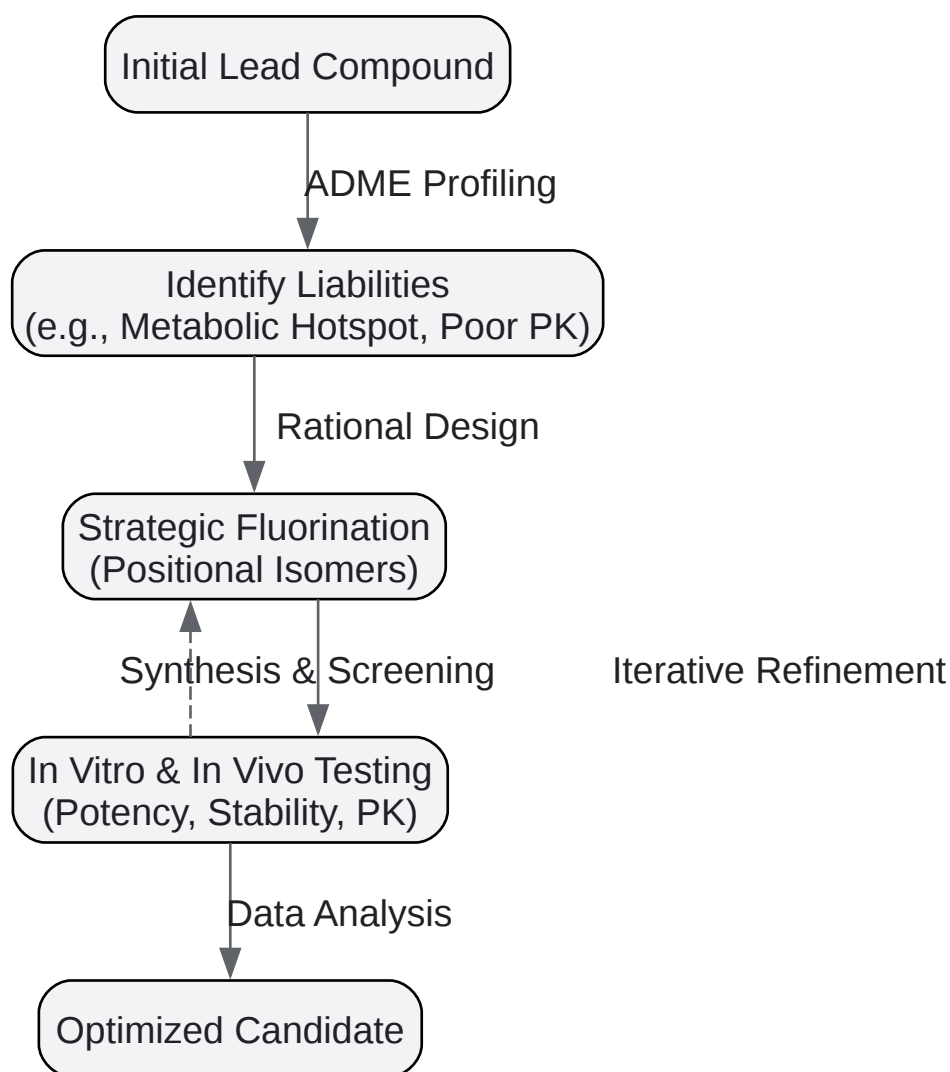 Initial Lead Compound
ADME Profiling
Identify Liabilities
(e.g., Metabolic Hotspot, Poor PK)
Rational Design
Strategic Fluorination
(Positional Isomers)
Synthesis & Screening
Iterative Refinement
In Vitro & In Vivo Testing
(Potency, Stability, PK)
Data Analysis
Optimized Candidate